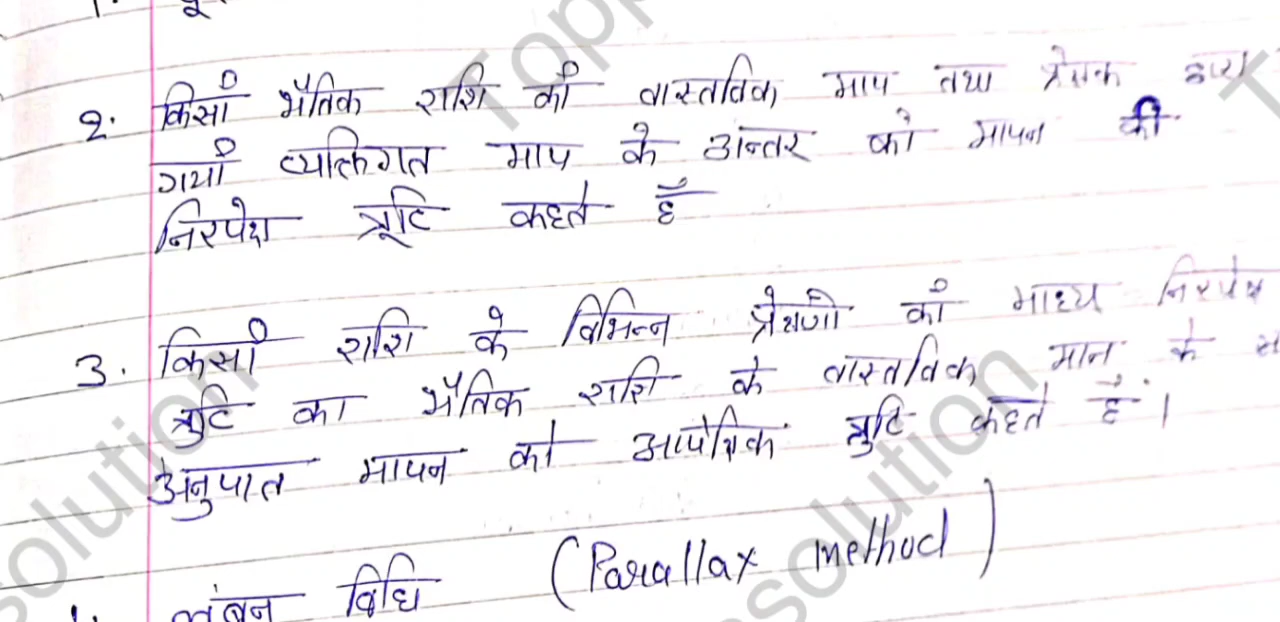 2. किसी भौतिक राशि की वास्तविक माप तथा प्रेक्षक द्वारा
गयी व्यक्तिगत माप के अंतर को मापन की
निरपेक्ष त्रूटि कहते हैं
3. किसी राशि के विभिन्न प्रेक्षणों की माध्य निरपेक्ष
त्रुटि का भौतिक राशि के वास्तविक मान के सा
अनुपात मापन को आपेक्षिक त्रुटि कहते हैं।
लंबन विधि (Parallax method)